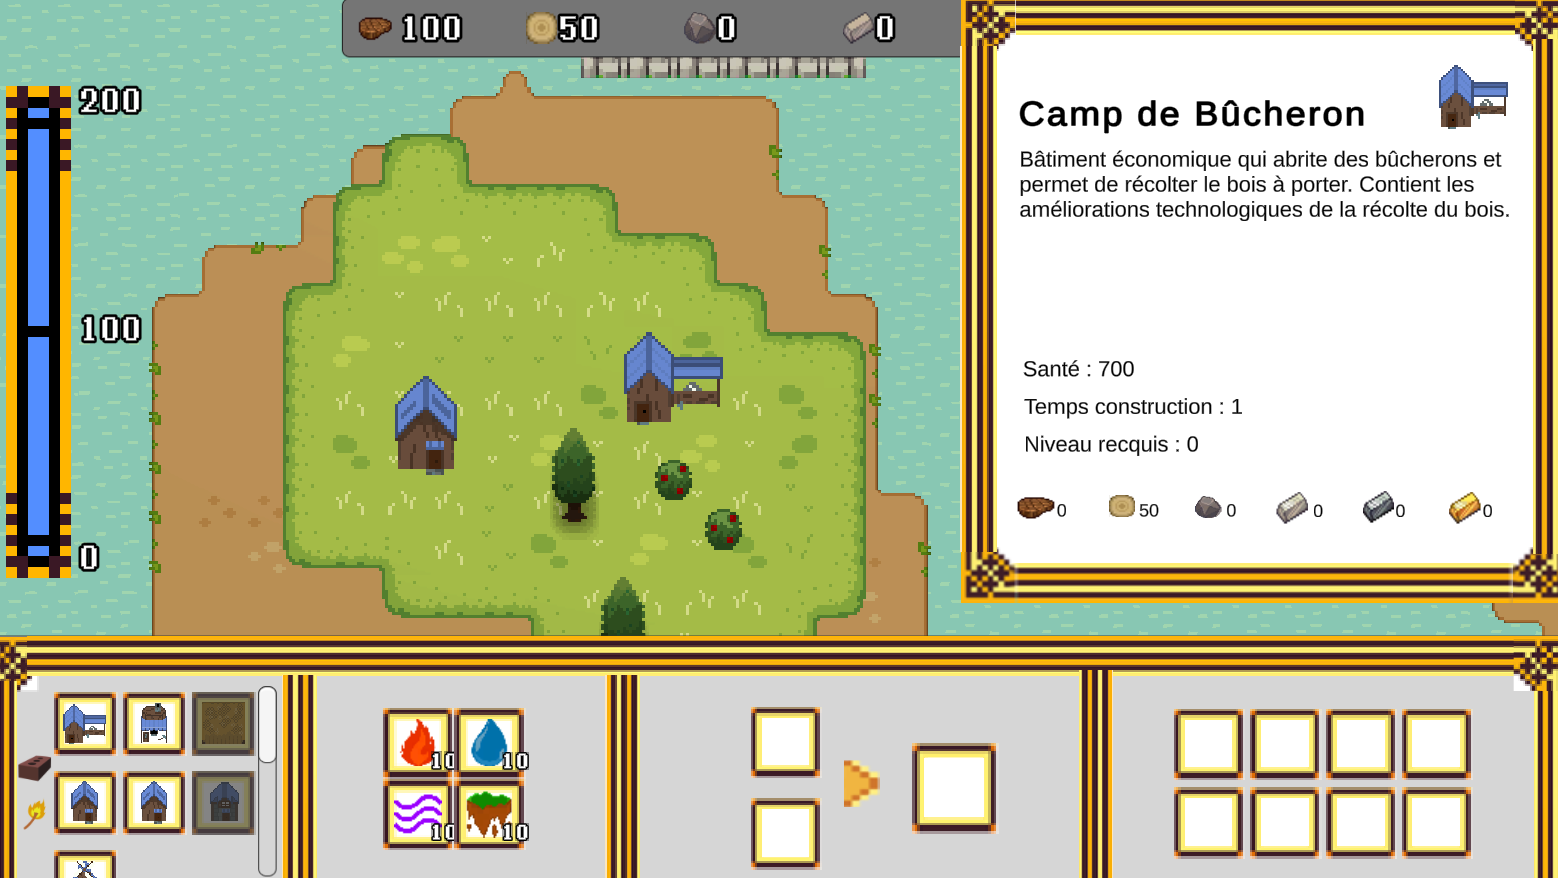 100 50 0 0
200
100
0
Camp de Bûcheron
Bâtiment économique qui abrite des bûcherons et
permet de récolter le bois à porter. Contient les
améliorations technologiques de la récolte du bois.
Santé : 700
Temps construction : 1
Niveau recquis : 0
0 50 0 0 0 0
10 10
10 10